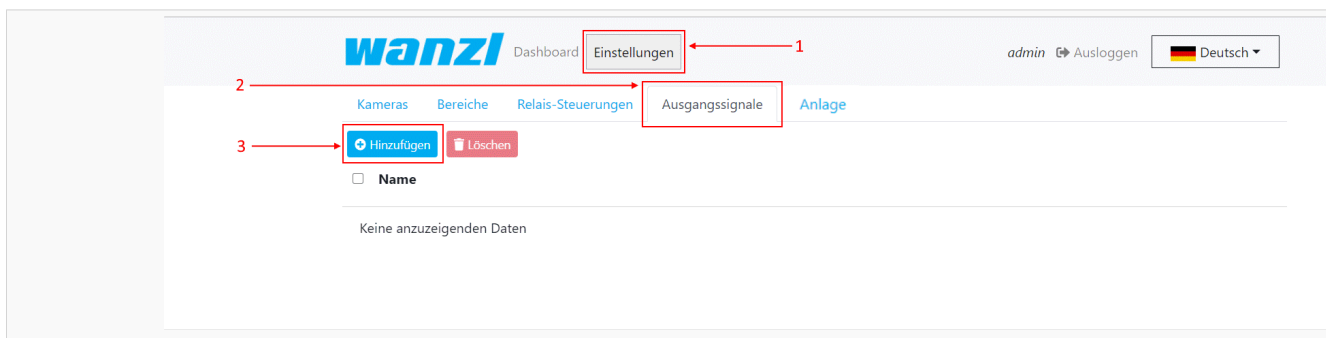 wanzl Dashboard Einstellungen 1 admin Ausloggen Deutsch
2
Kameras Bereiche Relais-Steuerungen Ausgangssignale Anlage
3 Hinzufügen Löschen
Name
Keine anzuzeigenden Daten